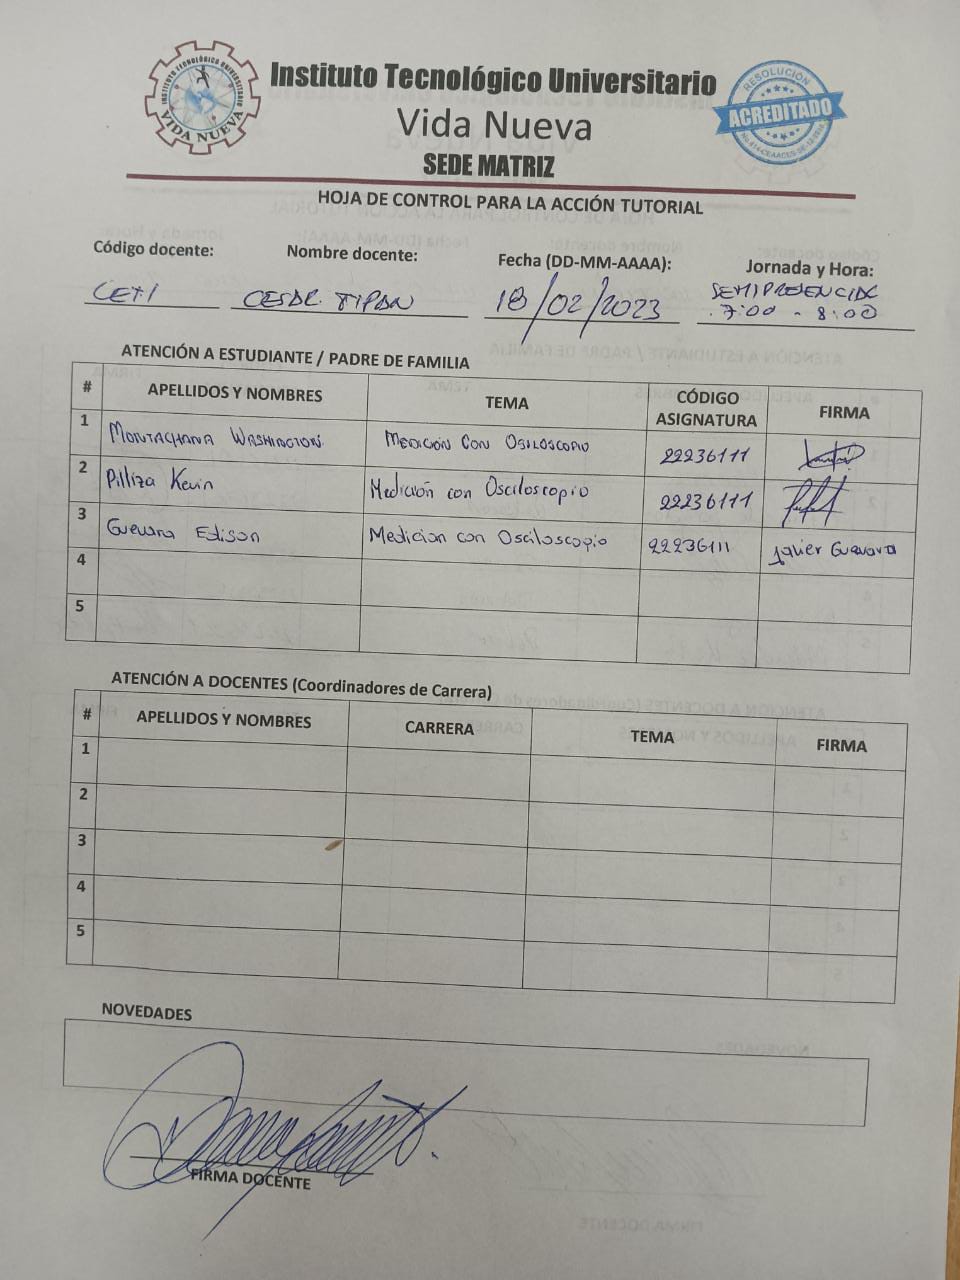 INSTITUTO TECNOLÓGICO UNIVERSITARIO
VIDA NUEVA
Instituto Tecnológico Universitario
Vida Nueva
SEDE MATRIZ
RESOLUCIÓN
ACREDITADO
HOJA DE CONTROL PARA LA ACCIÓN TUTORIAL
Código docente: Nombre docente: Fecha (DD-MM-AAAA): Jornada y Hora:
CET1 CESAR TIPAN 18/02/2023 SEMIPRESENCIAL
7:00 - 8:00
ATENCIÓN A ESTUDIANTE / PADRE DE FAMILIA
# APELLIDOS Y NOMBRES TEMA CÓDIGO ASIGNATURA FIRMA
1 MONTACHANA WASHINGTON. MEDICIÓN CON OSILOSCOPIO 22236111
2 Pilliza Kevin Medición con Osciloscopio 22236111
3 Guevara Edison Medicion con Osciloscopio 22236111 Javier Guevara
4
5
ATENCIÓN A DOCENTES (Coordinadores de Carrera)
# APELLIDOS Y NOMBRES CARRERA TEMA FIRMA
1
2
3
4
5
NOVEDADES
FIRMA DOCENTE